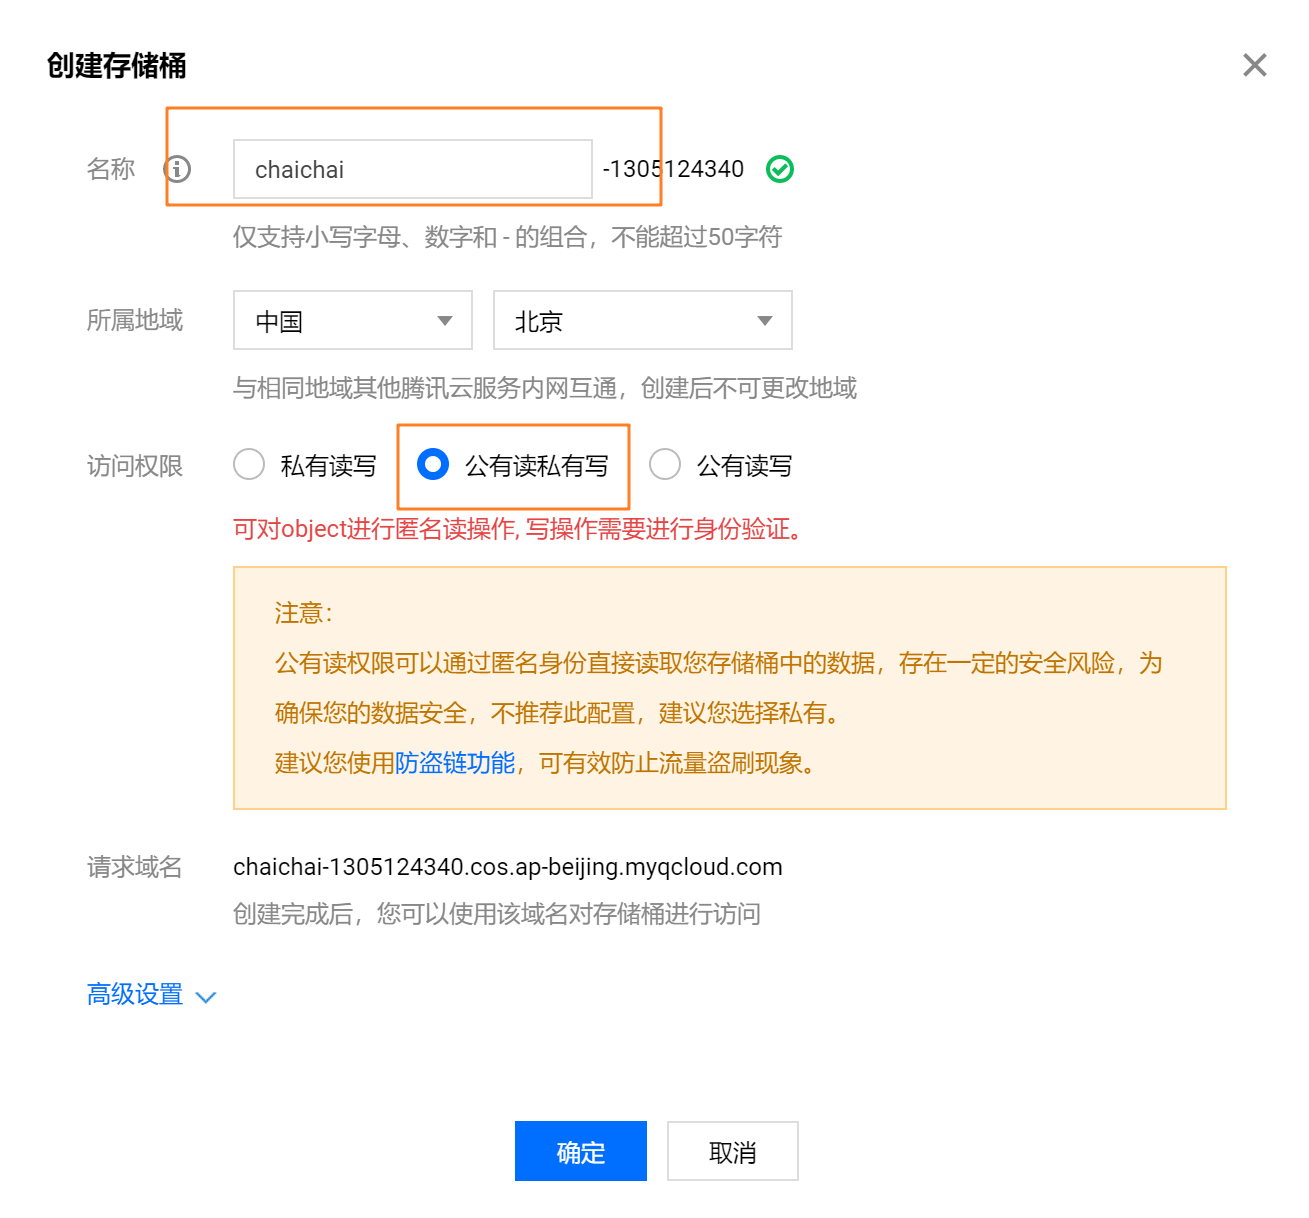 创建存储桶
名称 chaichai -1305124340
仅支持小写字母、数字和 - 的组合，不能超过50字符
所属地域 中国 北京
与相同地域其他腾讯云服务内网互通，创建后不可更改地域
访问权限 私有读写 公有读私有写 公有读写
可对object进行匿名读操作, 写操作需要进行身份验证。
注意：
公有读权限可以通过匿名身份直接读取您存储桶中的数据，存在一定的安全风险，为
确保您的数据安全，不推荐此配置，建议您选择私有。
建议您使用防盗链功能，可有效防止流量盗刷现象。
请求域名 chaichai-1305124340.cos.ap-beijing.myqcloud.com
创建完成后，您可以使用该域名对存储桶进行访问
高级设置
确定 取消